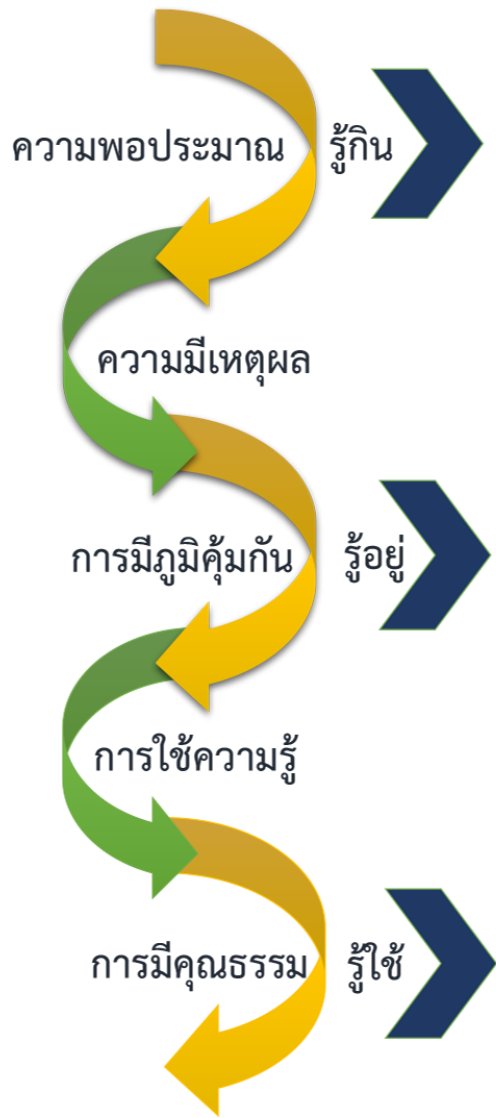 ความพอประมาณ รู้กิน
ความมีเหตุผล
การมีภูมิคุ้มกัน รู้อยู่
การใช้ความรู้
การมีคุณธรรม รู้ใช้